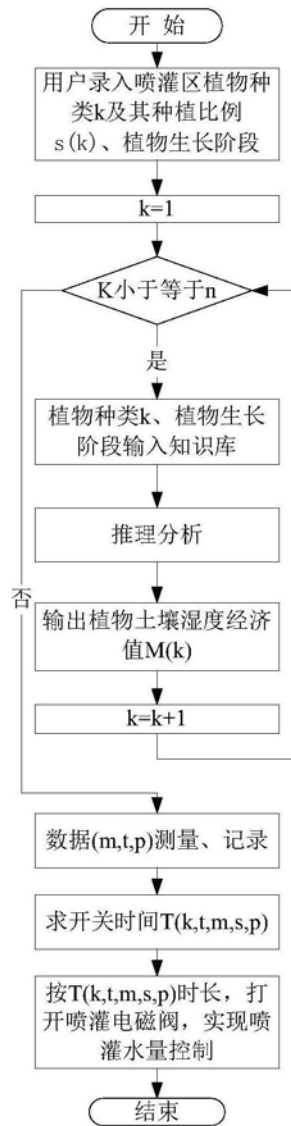 开 始
用户录入喷灌区植物种
类k及其种植比例
s(k)、植物生长阶段
k=1
K小于等于n
是
植物种类k、植物生长
阶段输入知识库
推理分析
否
输出植物土壤湿度经济
值M(k)
k=k+1
数据(m,t,p)测量、记录
求开关时间T(k,t,m,s,p)
按T(k,t,m,s,p)时长，打
开喷灌电磁阀，实现喷
灌水量控制
结束